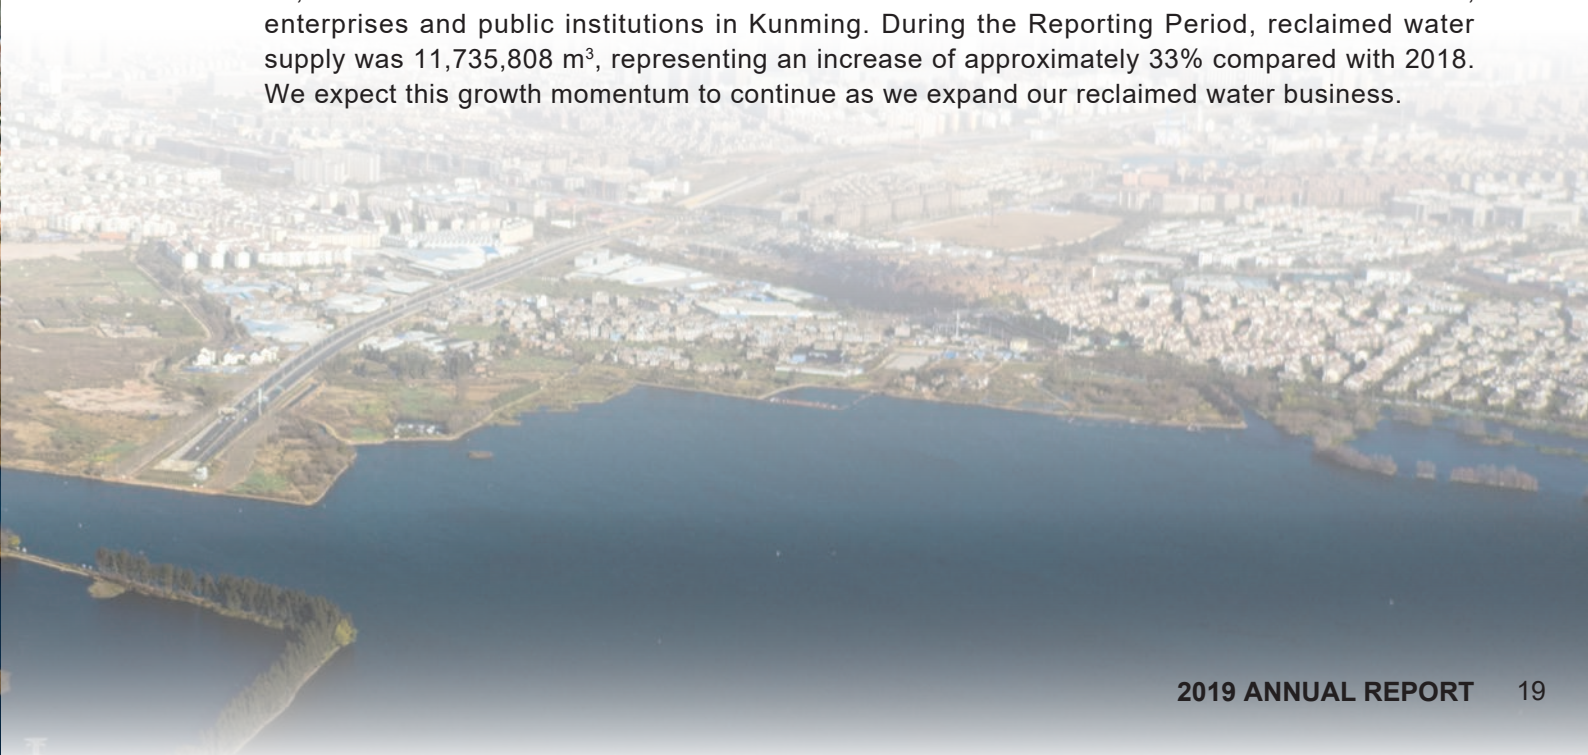 enterprises and public institutions in Kunming. During the Reporting Period, reclaimed water
supply was 11,735,808 m³, representing an increase of approximately 33% compared with 2018.
We expect this growth momentum to continue as we expand our reclaimed water business.
2019 ANNUAL REPORT 19